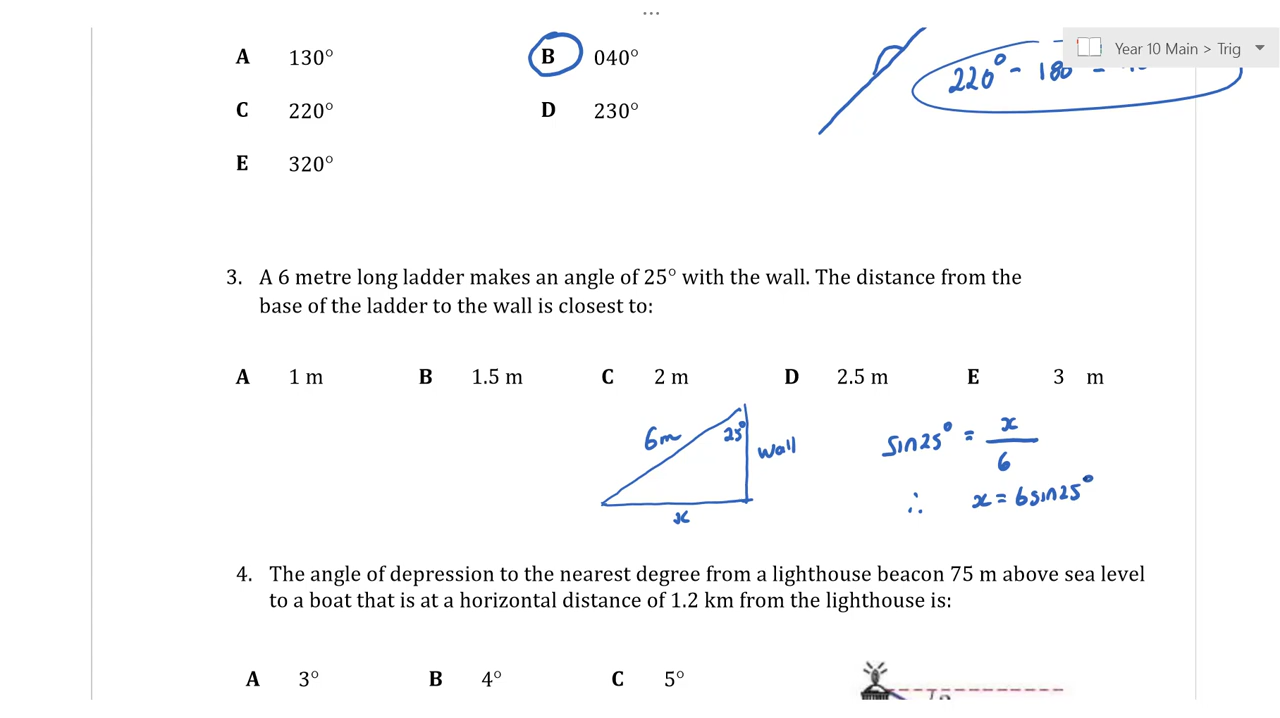 ...
Year 10 Main > Trig
A 130° B 040°
220° - 180
C 220° D 230°
E 320°
3. A 6 metre long ladder makes an angle of 25° with the wall. The distance from the
base of the ladder to the wall is closest to:
A 1 m B 1.5 m C 2 m D 2.5 m E 3 m
6m
25°
wall
x
sin25° = x/6
∴ x = 6sin25°
4. The angle of depression to the nearest degree from a lighthouse beacon 75 m above sea level
to a boat that is at a horizontal distance of 1.2 km from the lighthouse is:
A 3° B 4° C 5°